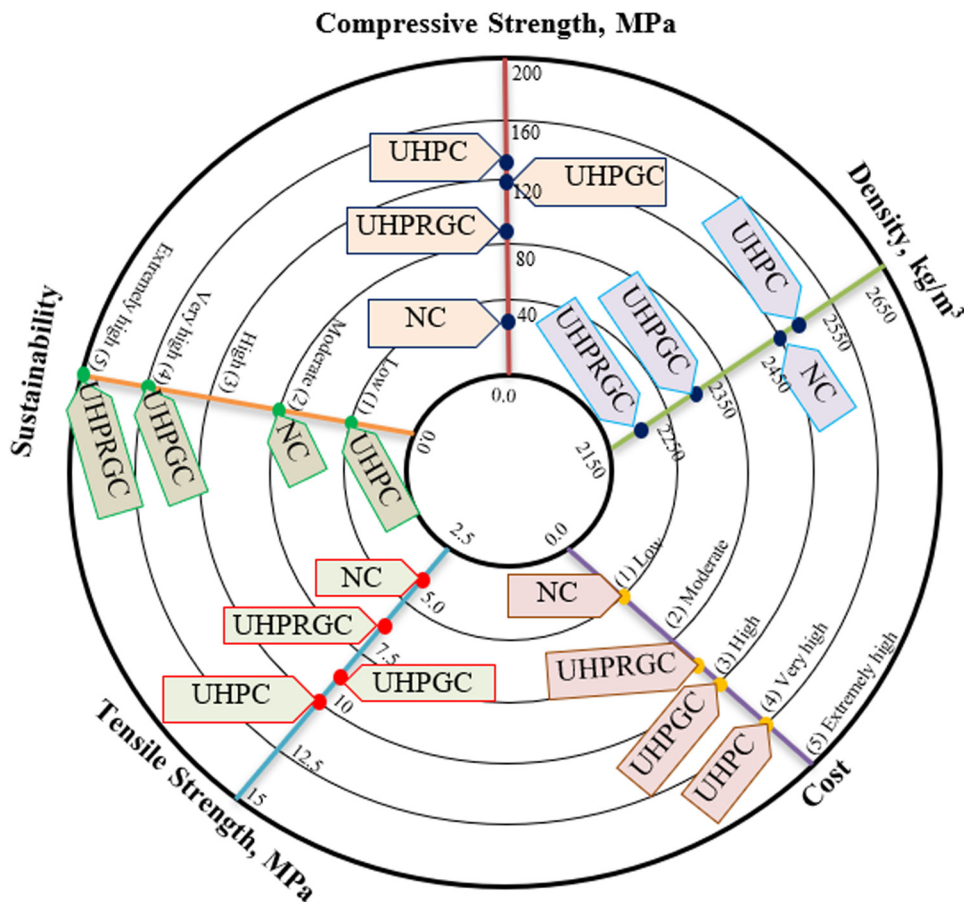 Compressive Strength, MPa
200
160
120
80
40
0.0
UHPC
UHPGC
UHPRGC
NC
Density, kg/m³
2650
2550
2450
2350
2250
2150
UHPC
NC
UHPGC
UHPRGC
Cost
0.0
(1) Low
(2) Moderate
(3) High
(4) Very high
(5) Extremely high
NC
UHPRGC
UHPGC
UHPC
Tensile Strength, MPa
2.5
5.0
7.5
10
12.5
15
NC
UHPRGC
UHPGC
UHPC
Sustainability
Extremely high (5)
Very high (4)
High (3)
Moderate (2)
Low (1)
0.0
UHPRGC
UHPGC
NC
UHPC